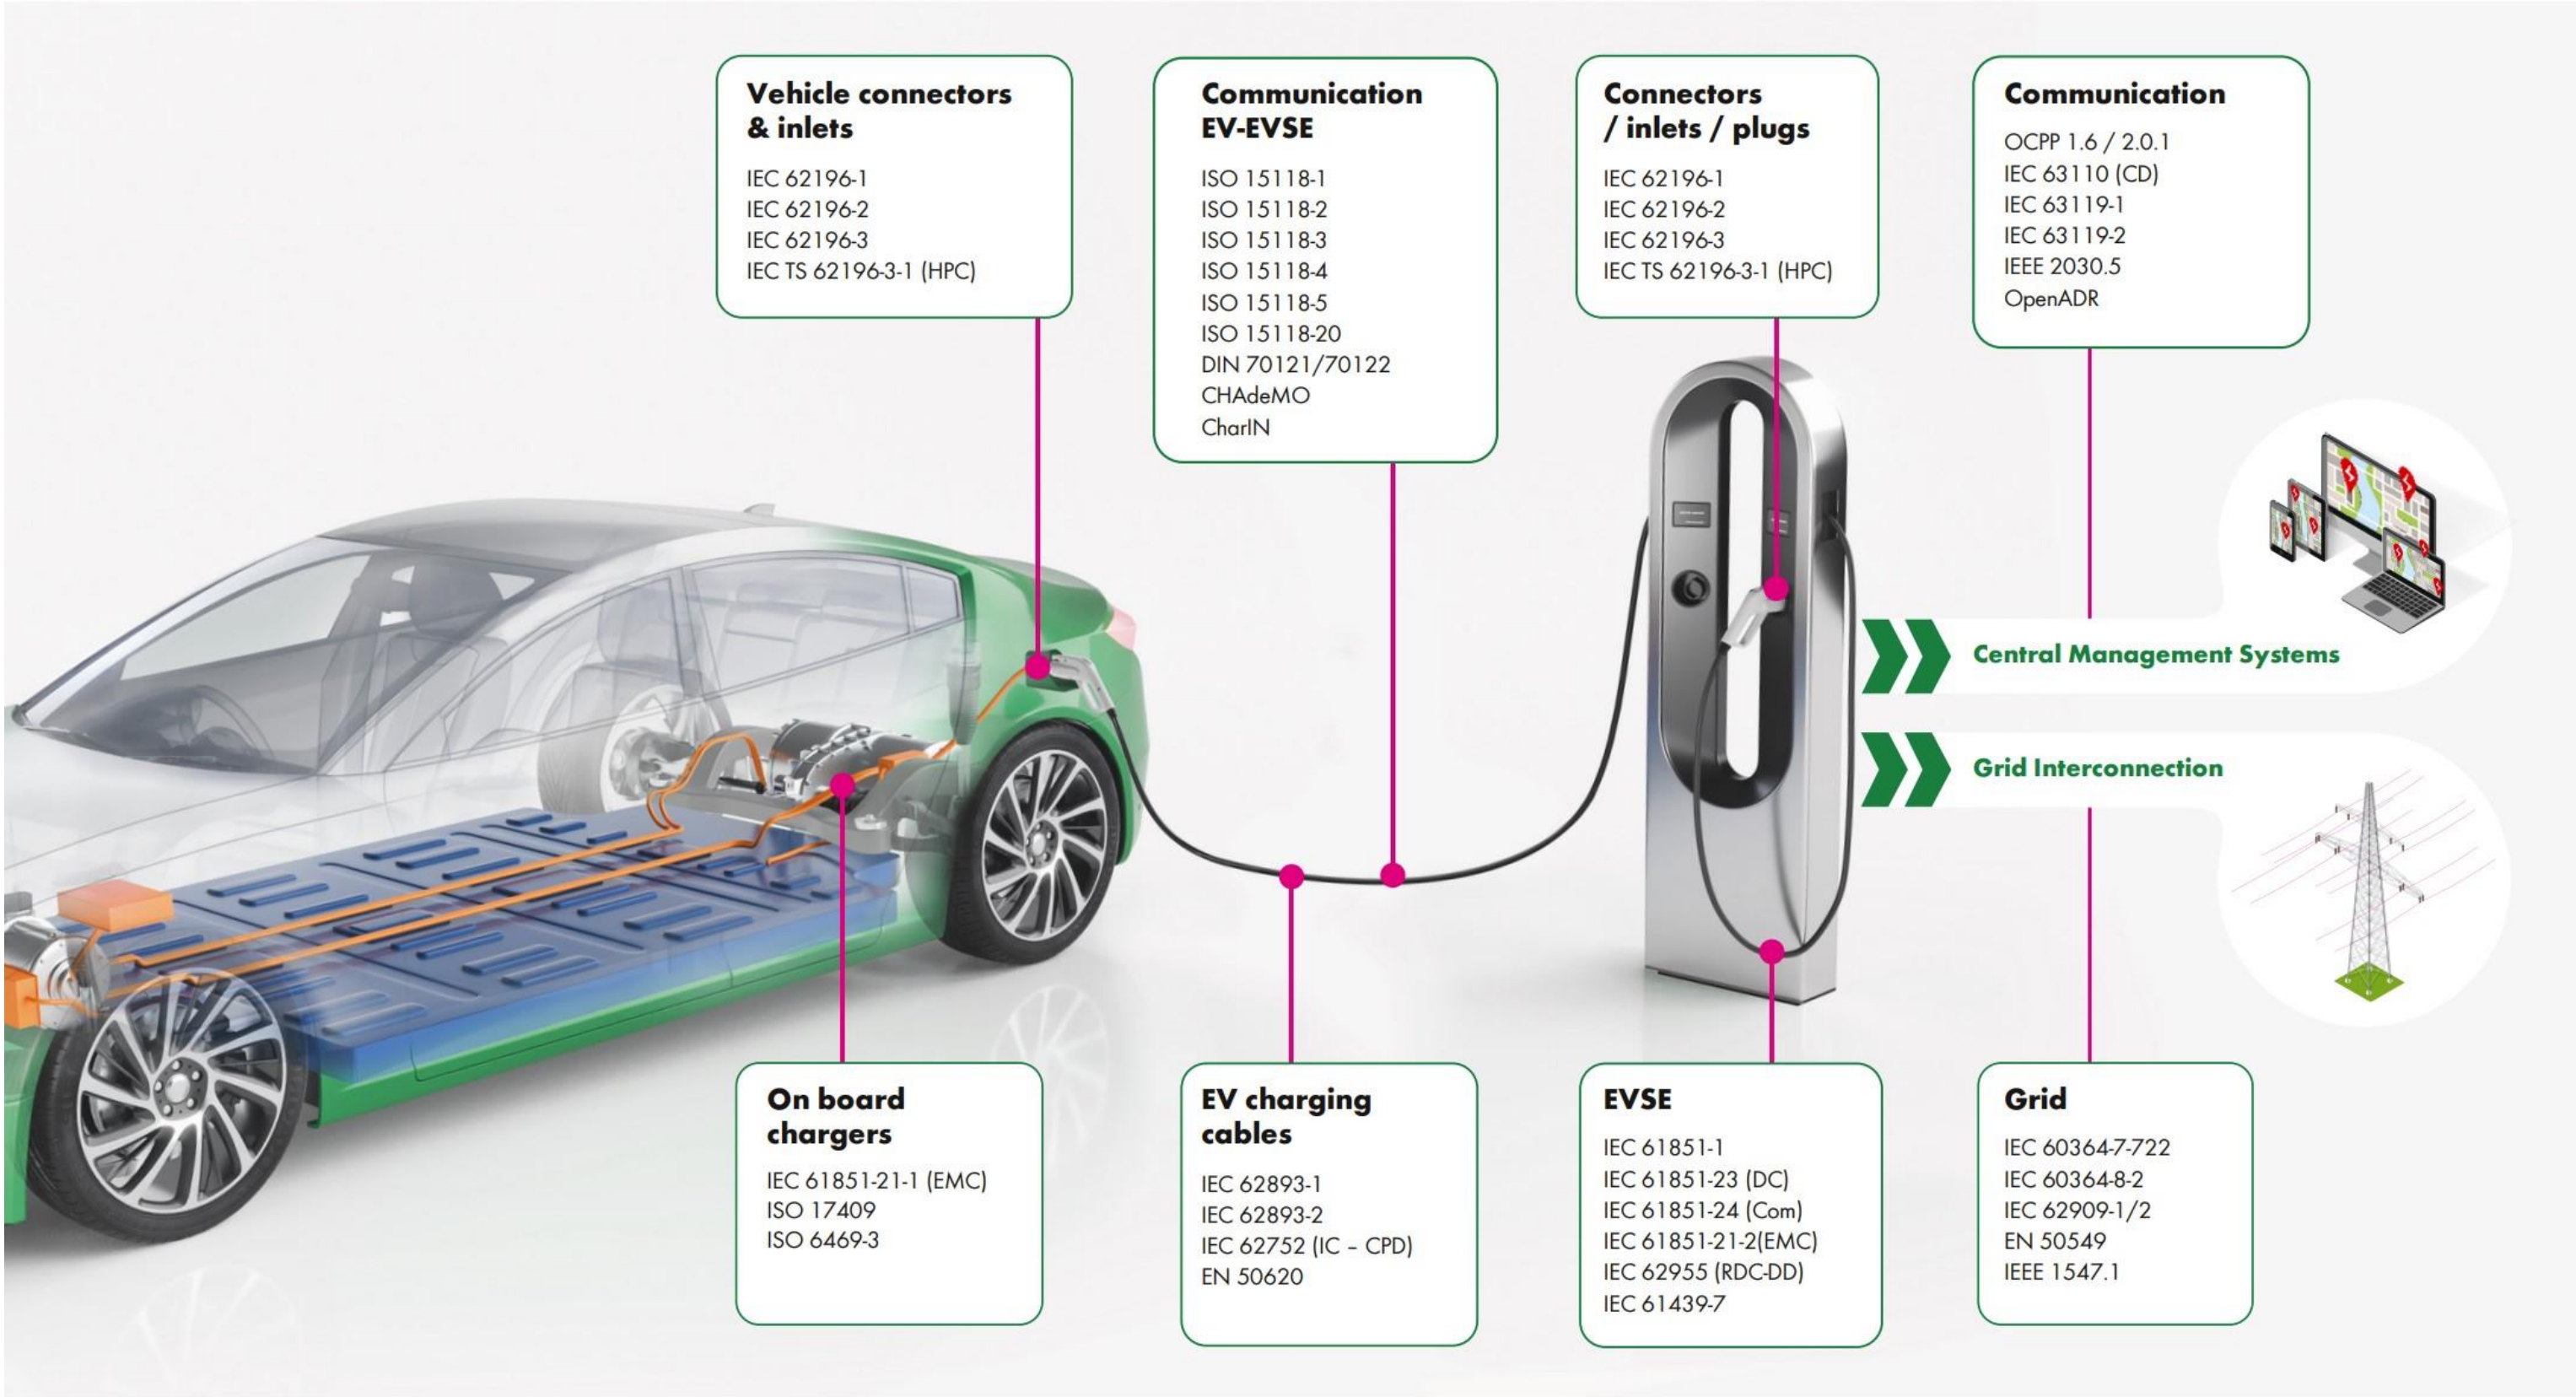 Vehicle connectors
& inlets
IEC 62196-1
IEC 62196-2
IEC 62196-3
IEC TS 62196-3-1 (HPC)
Communication
EV-EVSE
ISO 15118-1
ISO 15118-2
ISO 15118-3
ISO 15118-4
ISO 15118-5
ISO 15118-20
DIN 70121/70122
CHAdeMO
CharIN
Connectors
/ inlets / plugs
IEC 62196-1
IEC 62196-2
IEC 62196-3
IEC TS 62196-3-1 (HPC)
Communication
OCPP 1.6 / 2.0.1
IEC 63110 (CD)
IEC 63119-1
IEC 63119-2
IEEE 2030.5
OpenADR
Central Management Systems
Grid Interconnection
On board
chargers
IEC 61851-21-1 (EMC)
ISO 17409
ISO 6469-3
EV charging
cables
IEC 62893-1
IEC 62893-2
IEC 62752 (IC – CPD)
EN 50620
EVSE
IEC 61851-1
IEC 61851-23 (DC)
IEC 61851-24 (Com)
IEC 61851-21-2(EMC)
IEC 62955 (RDC-DD)
IEC 61439-7
Grid
IEC 60364-7-722
IEC 60364-8-2
IEC 62909-1/2
EN 50549
IEEE 1547.1